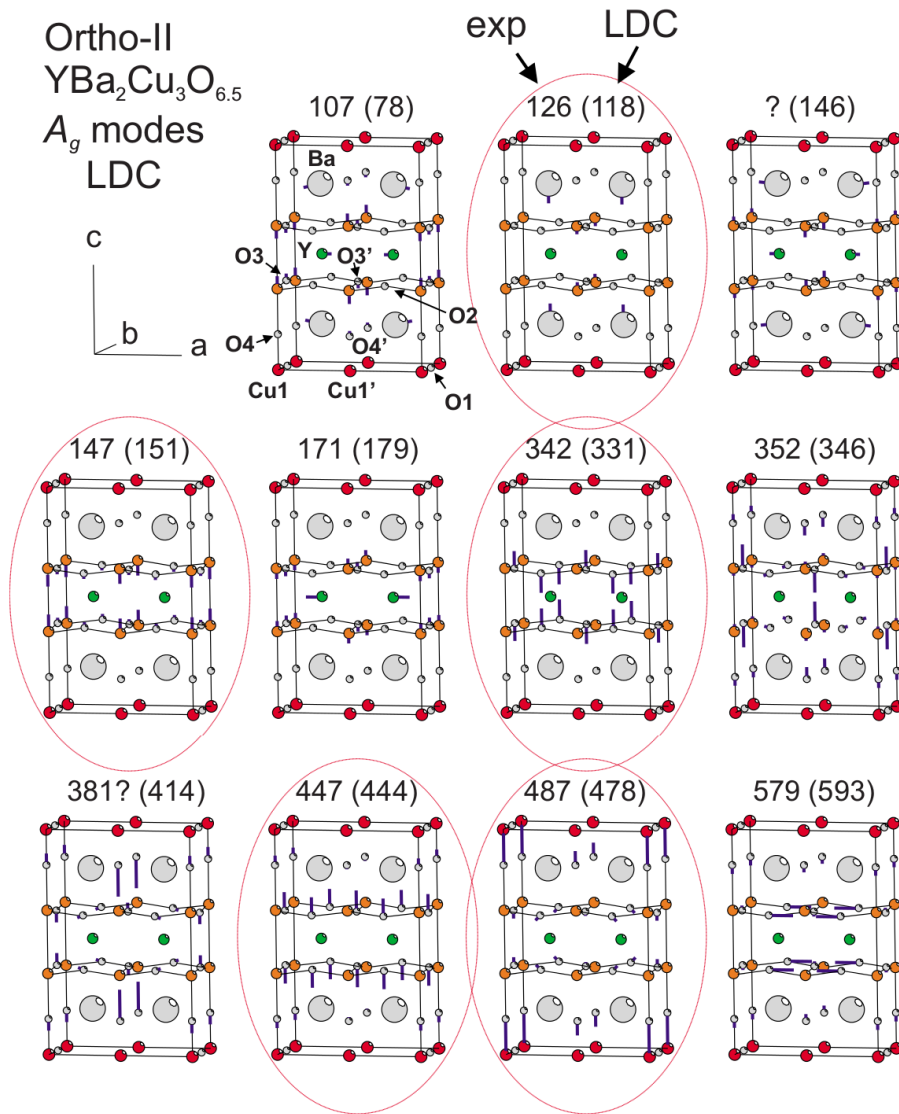 Ortho-II
YBa₂Cu₃O₆.₅
A_g modes
LDC
exp LDC
107 (78) 126 (118) ? (146)
Ba
c
b
a
O3 Y O3'
O2
O4 O4'
Cu1 Cu1' O1
147 (151) 171 (179) 342 (331) 352 (346)
381? (414) 447 (444) 487 (478) 579 (593)